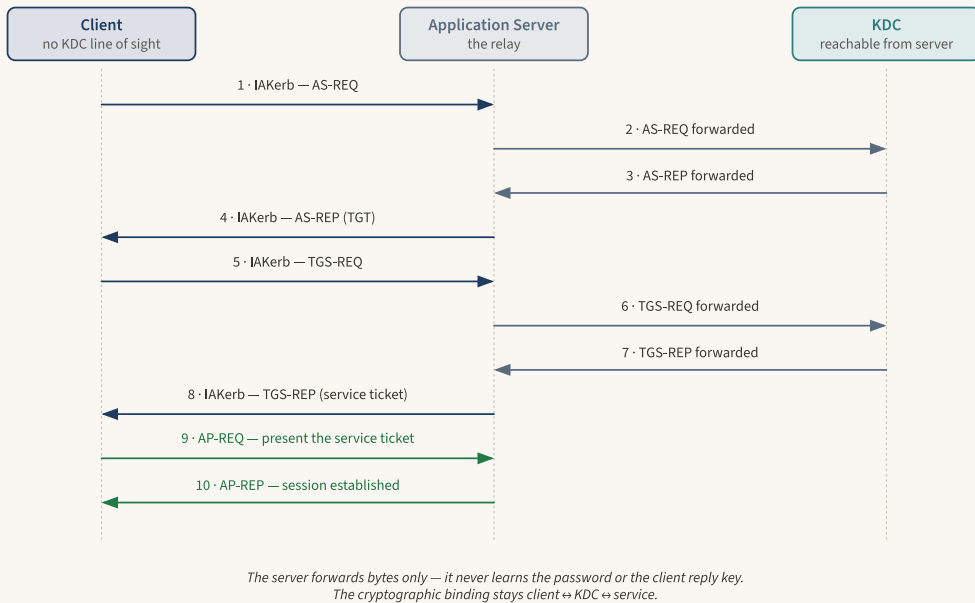 Client
no KDC line of sight
Application Server
the relay
KDC
reachable from server
1 · IAKerb — AS-REQ
2 · AS-REQ forwarded
3 · AS-REP forwarded
4 · IAKerb — AS-REP (TGT)
5 · IAKerb — TGS-REQ
6 · TGS-REQ forwarded
7 · TGS-REP forwarded
8 · IAKerb — TGS-REP (service ticket)
9 · AP-REQ — present the service ticket
10 · AP-REP — session established
The server forwards bytes only — it never learns the password or the client reply key.
The cryptographic binding stays client ↔ KDC ↔ service.